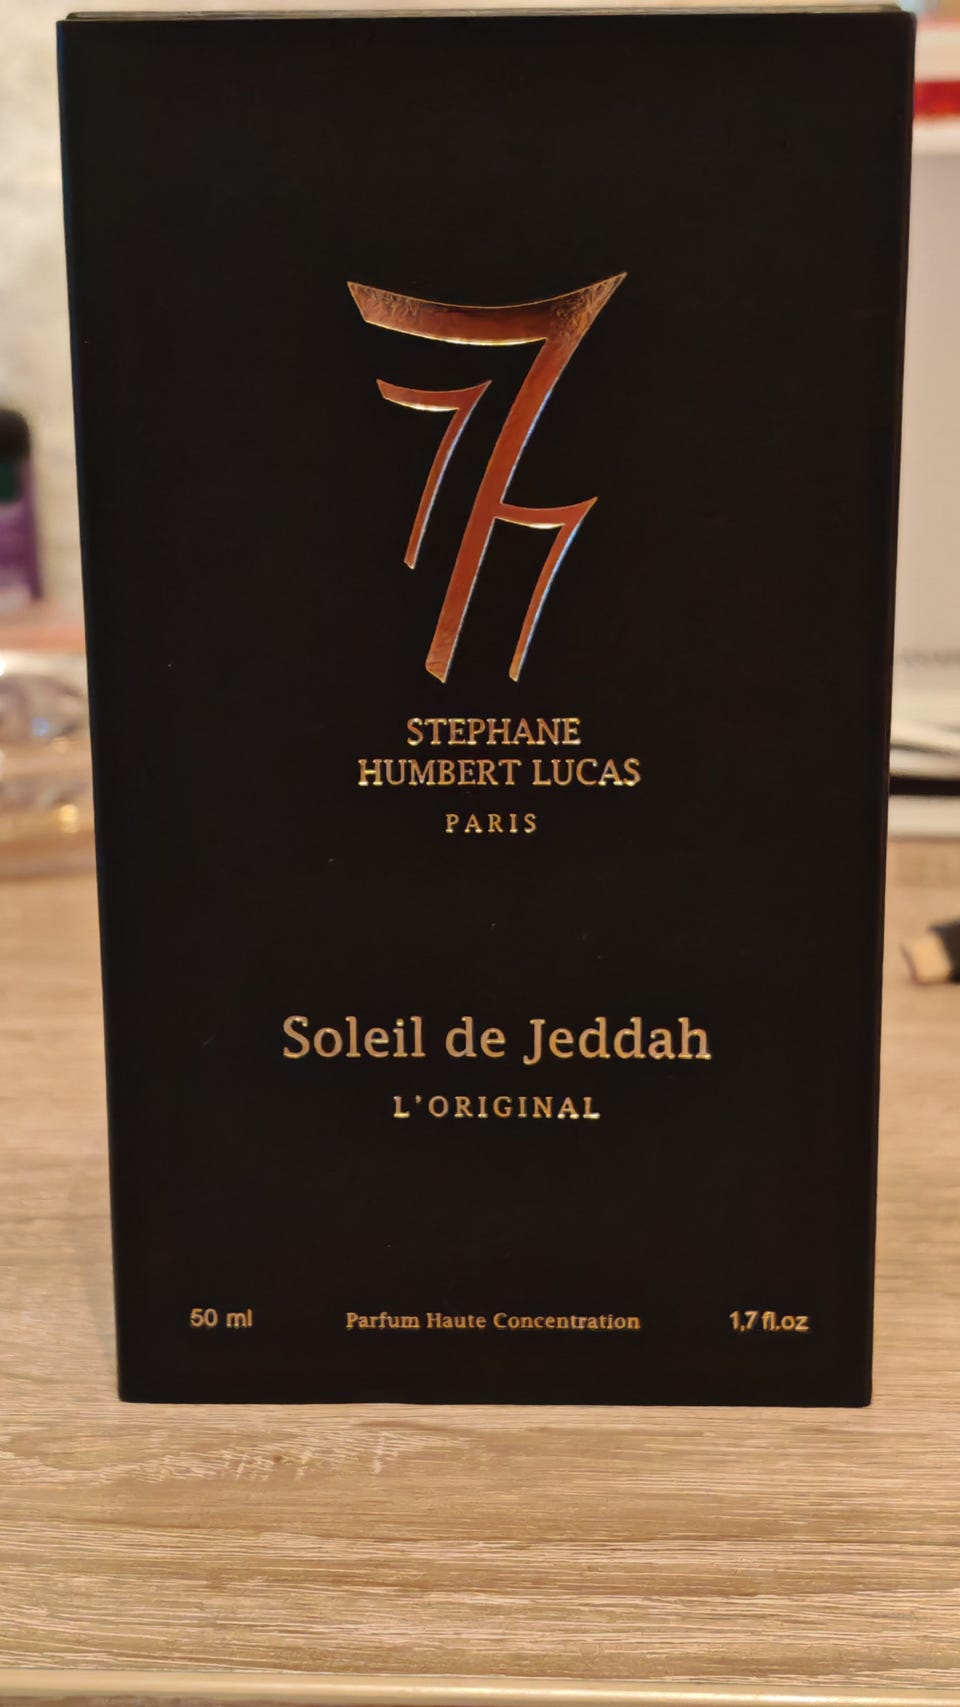 STEPHANE
HUMBERT LUCAS
PARIS
Soleil de Jeddah
L'ORIGINAL
50 ml Parfum Haute Concentration 1,7 fl.oz